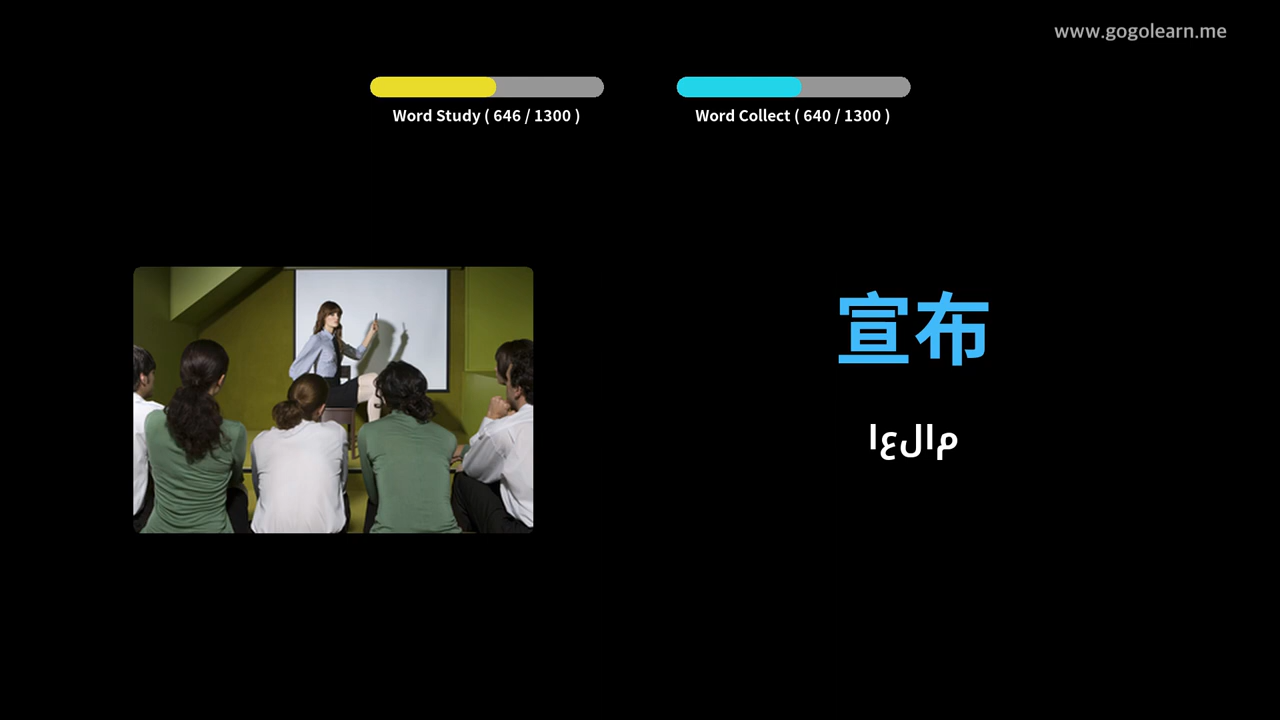 www.gogolearn.me
Word Study ( 646 / 1300 )
Word Collect ( 640 / 1300 )
宣布
اعلام